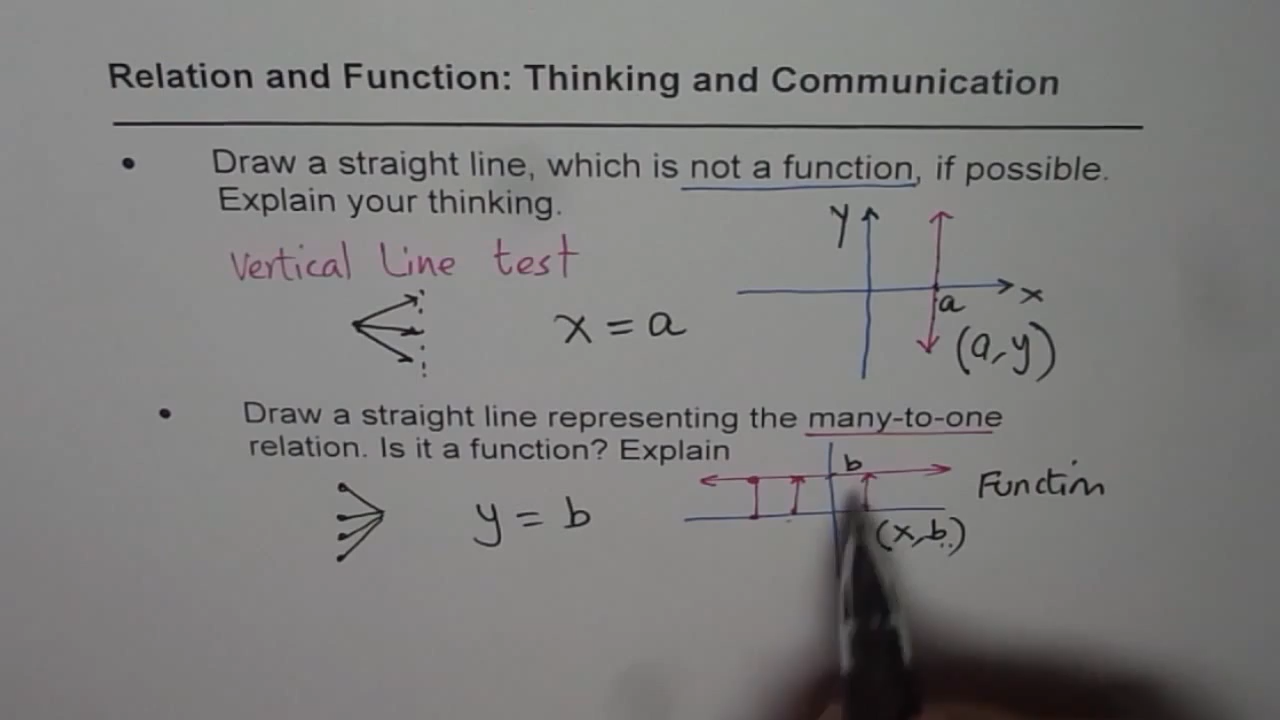 Relation and Function: Thinking and Communication
• Draw a straight line, which is not a function, if possible.
Explain your thinking.
Vertical Line test
y
x
a
x = a
(a,y)
• Draw a straight line representing the many-to-one
relation. Is it a function? Explain
b
Function
y = b
(x,b)